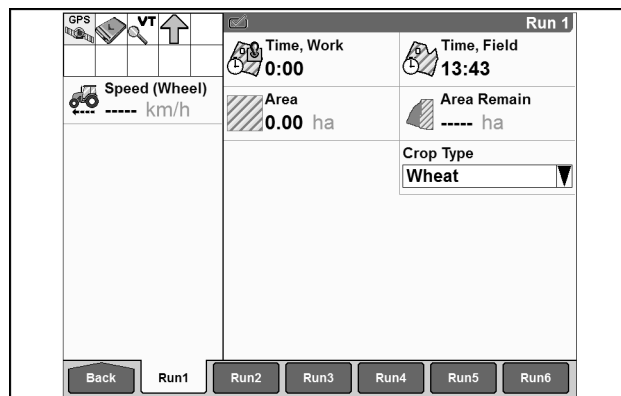 GPS
L
VT
Run 1
Speed (Wheel)
----- km/h
Time, Work
0:00
Time, Field
13:43
Area
0.00 ha
Area Remain
----- ha
Crop Type
Wheat
Back Run1 Run2 Run3 Run4 Run5 Run6